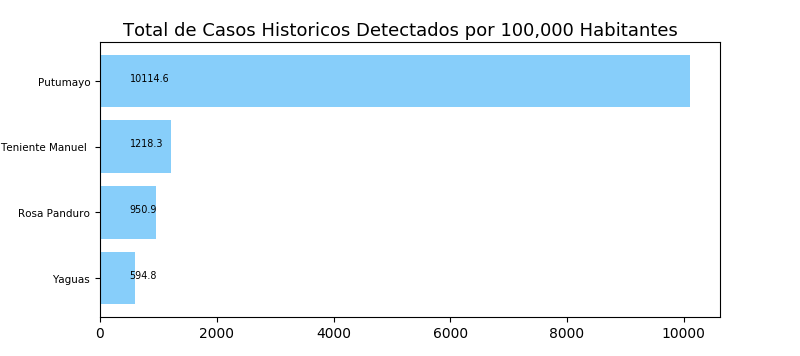 Total de Casos Historicos Detectados por 100,000 Habitantes
Putumayo 10114.6
Teniente Manuel 1218.3
Rosa Panduro 950.9
Yaguas 594.8
0 2000 4000 6000 8000 10000